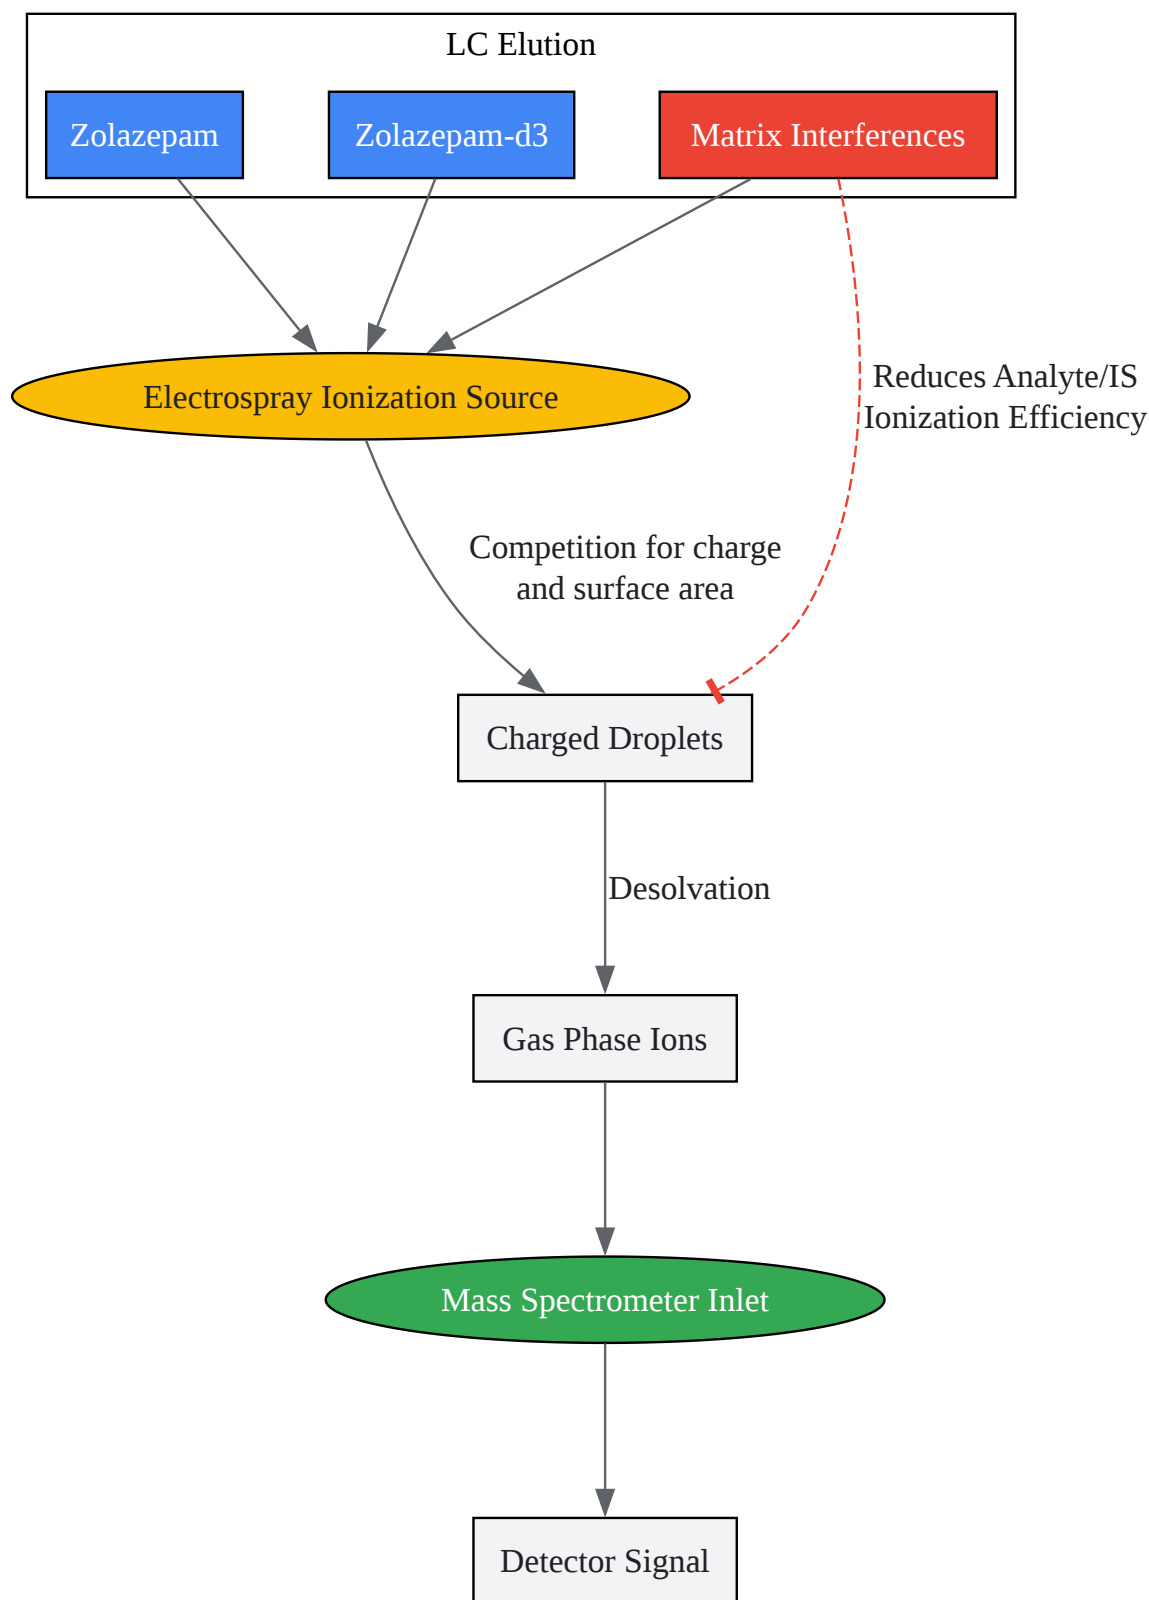 LC Elution
Zolazepam
Zolazepam-d3
Matrix Interferences
Electrospray Ionization Source
Reduces Analyte/IS
Ionization Efficiency
Competition for charge
and surface area
Charged Droplets
Desolvation
Gas Phase Ions
Mass Spectrometer Inlet
Detector Signal